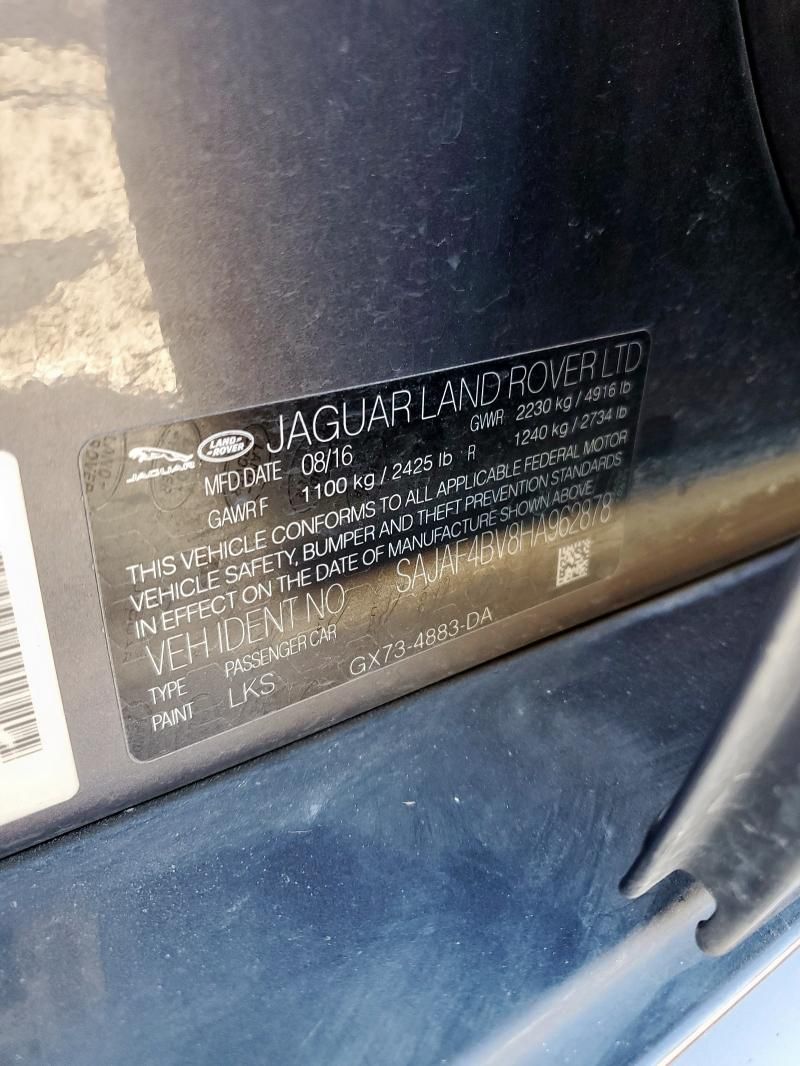 JAGUAR LAND-ROVER JAGUAR LAND ROVER LTD
MFD DATE 08/16 GVWR 2230 kg / 4916 lb
GAWR F 1100 kg / 2425 lb R 1240 kg / 2734 lb
THIS VEHICLE CONFORMS TO ALL APPLICABLE FEDERAL MOTOR
VEHICLE SAFETY, BUMPER AND THEFT PREVENTION STANDARDS
IN EFFECT ON THE DATE OF MANUFACTURE SHOWN ABOVE
VEH.IDENT NO SAJAF4BV8HA962878
TYPE PASSENGER CAR
PAINT LKS GX73-4883-DA